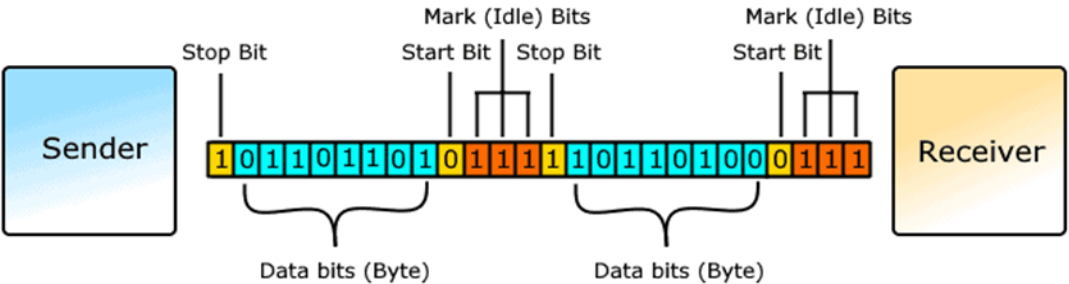 Mark (Idle) Bits
Mark (Idle) Bits
Stop Bit
Start Bit
Stop Bit
Start Bit
Sender
1 0 1 1 0 1 1 0 1 0 1 1 1 1 1 0 1 1 0 1 0 0 0 1 1 1
Receiver
Data bits (Byte)
Data bits (Byte)